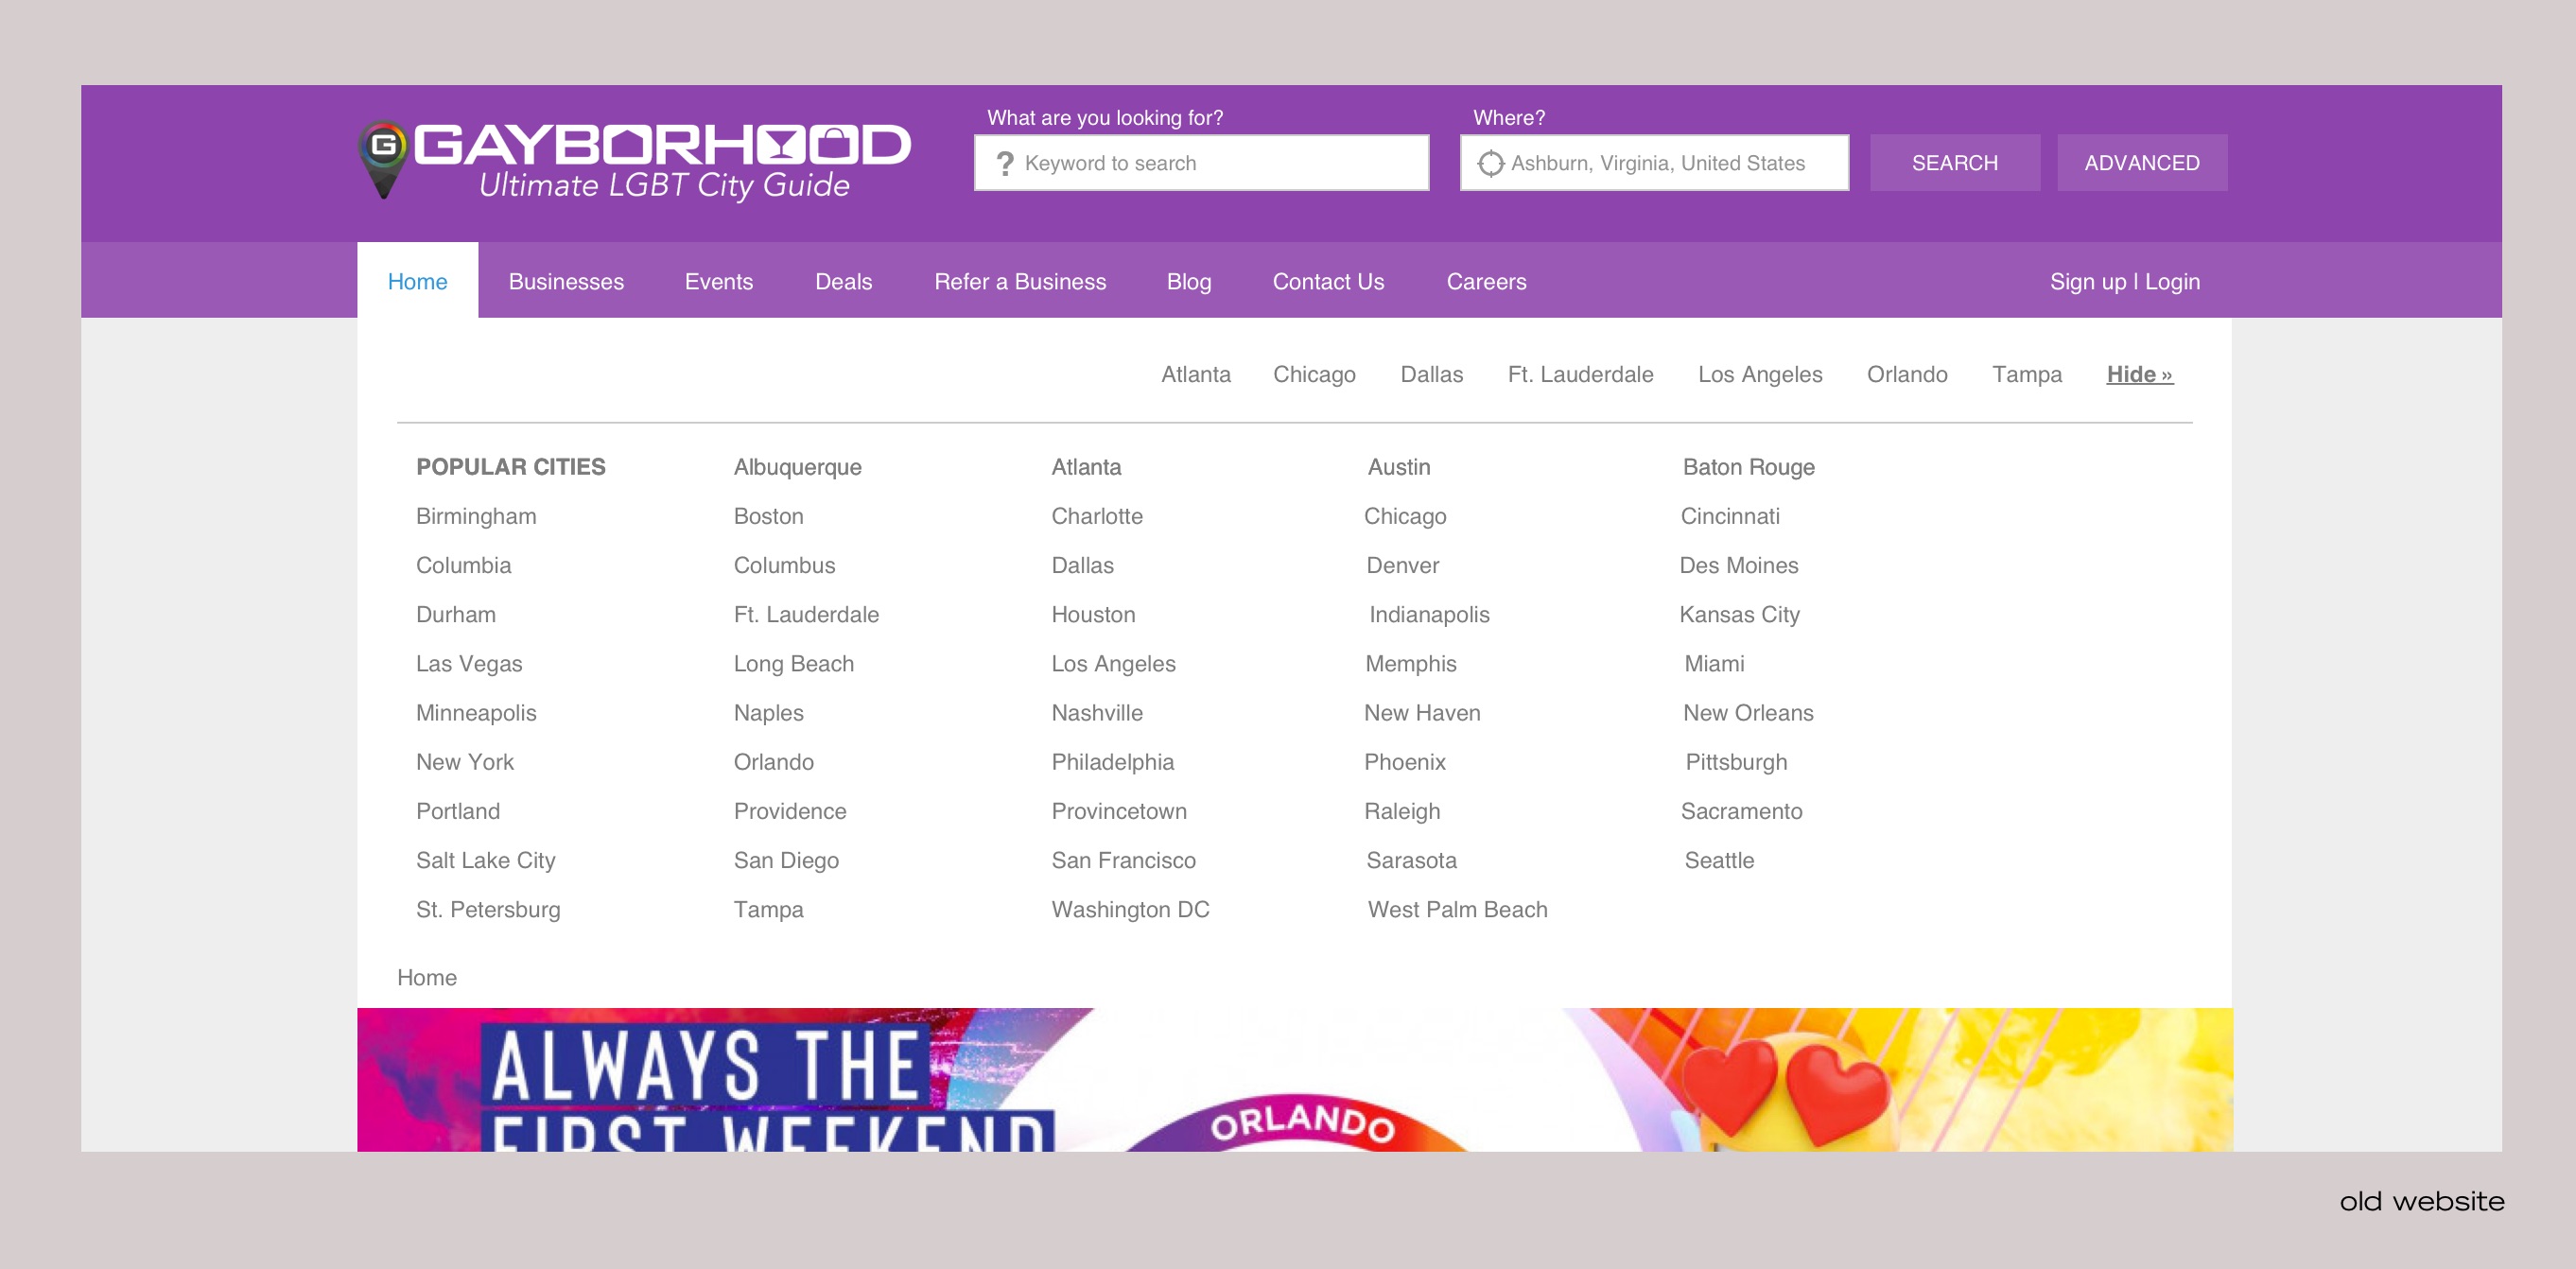 What are you looking for? Where?
G GAYBORHOOD
? Keyword to search Ashburn, Virginia, United States SEARCH ADVANCED
Ultimate LGBT City Guide
Home Businesses Events Deals Refer a Business Blog Contact Us Careers Sign up | Login
Atlanta Chicago Dallas Ft. Lauderdale Los Angeles Orlando Tampa Hide »
POPULAR CITIES Albuquerque Atlanta Austin Baton Rouge
Birmingham Boston Charlotte Chicago Cincinnati
Columbia Columbus Dallas Denver Des Moines
Durham Ft. Lauderdale Houston Indianapolis Kansas City
Las Vegas Long Beach Los Angeles Memphis Miami
Minneapolis Naples Nashville New Haven New Orleans
New York Orlando Philadelphia Phoenix Pittsburgh
Portland Providence Provincetown Raleigh Sacramento
Salt Lake City San Diego San Francisco Sarasota Seattle
St. Petersburg Tampa Washington DC West Palm Beach
Home
ALWAYS THE
FIRST WEEKEND
ORLANDO
old website